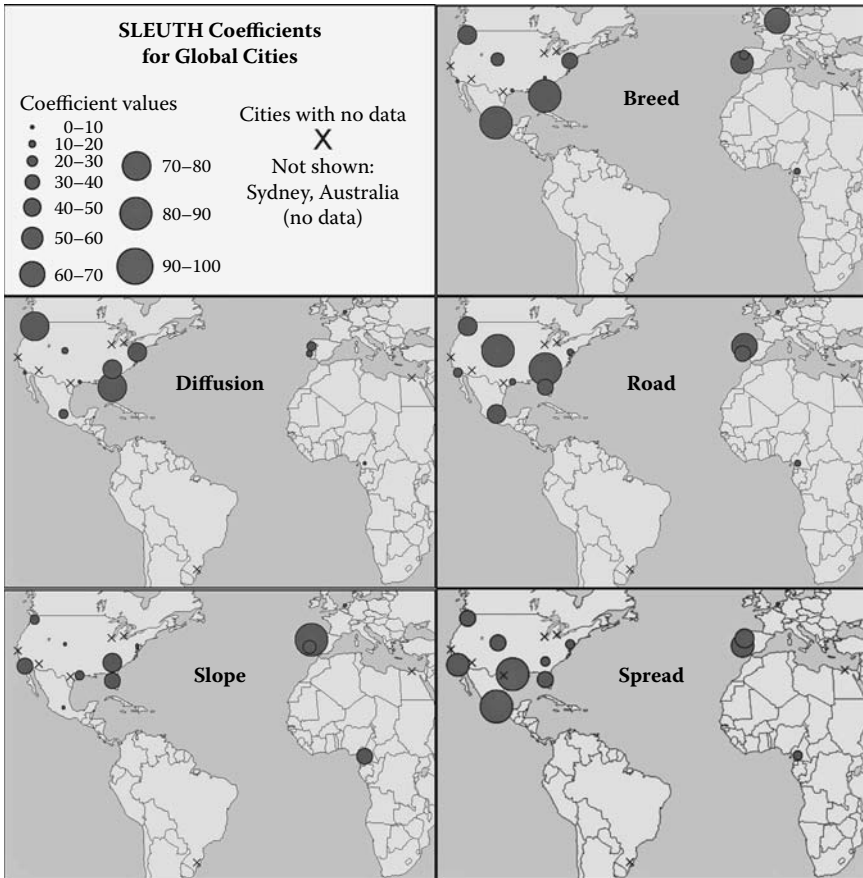 SLEUTH Coefficients
for Global Cities
Coefficient values
0–10
10–20
20–30
30–40
40–50
50–60
60–70
70–80
80–90
90–100
Cities with no data
X
Not shown:
Sydney, Australia
(no data)
Breed
Diffusion
Road
Slope
Spread